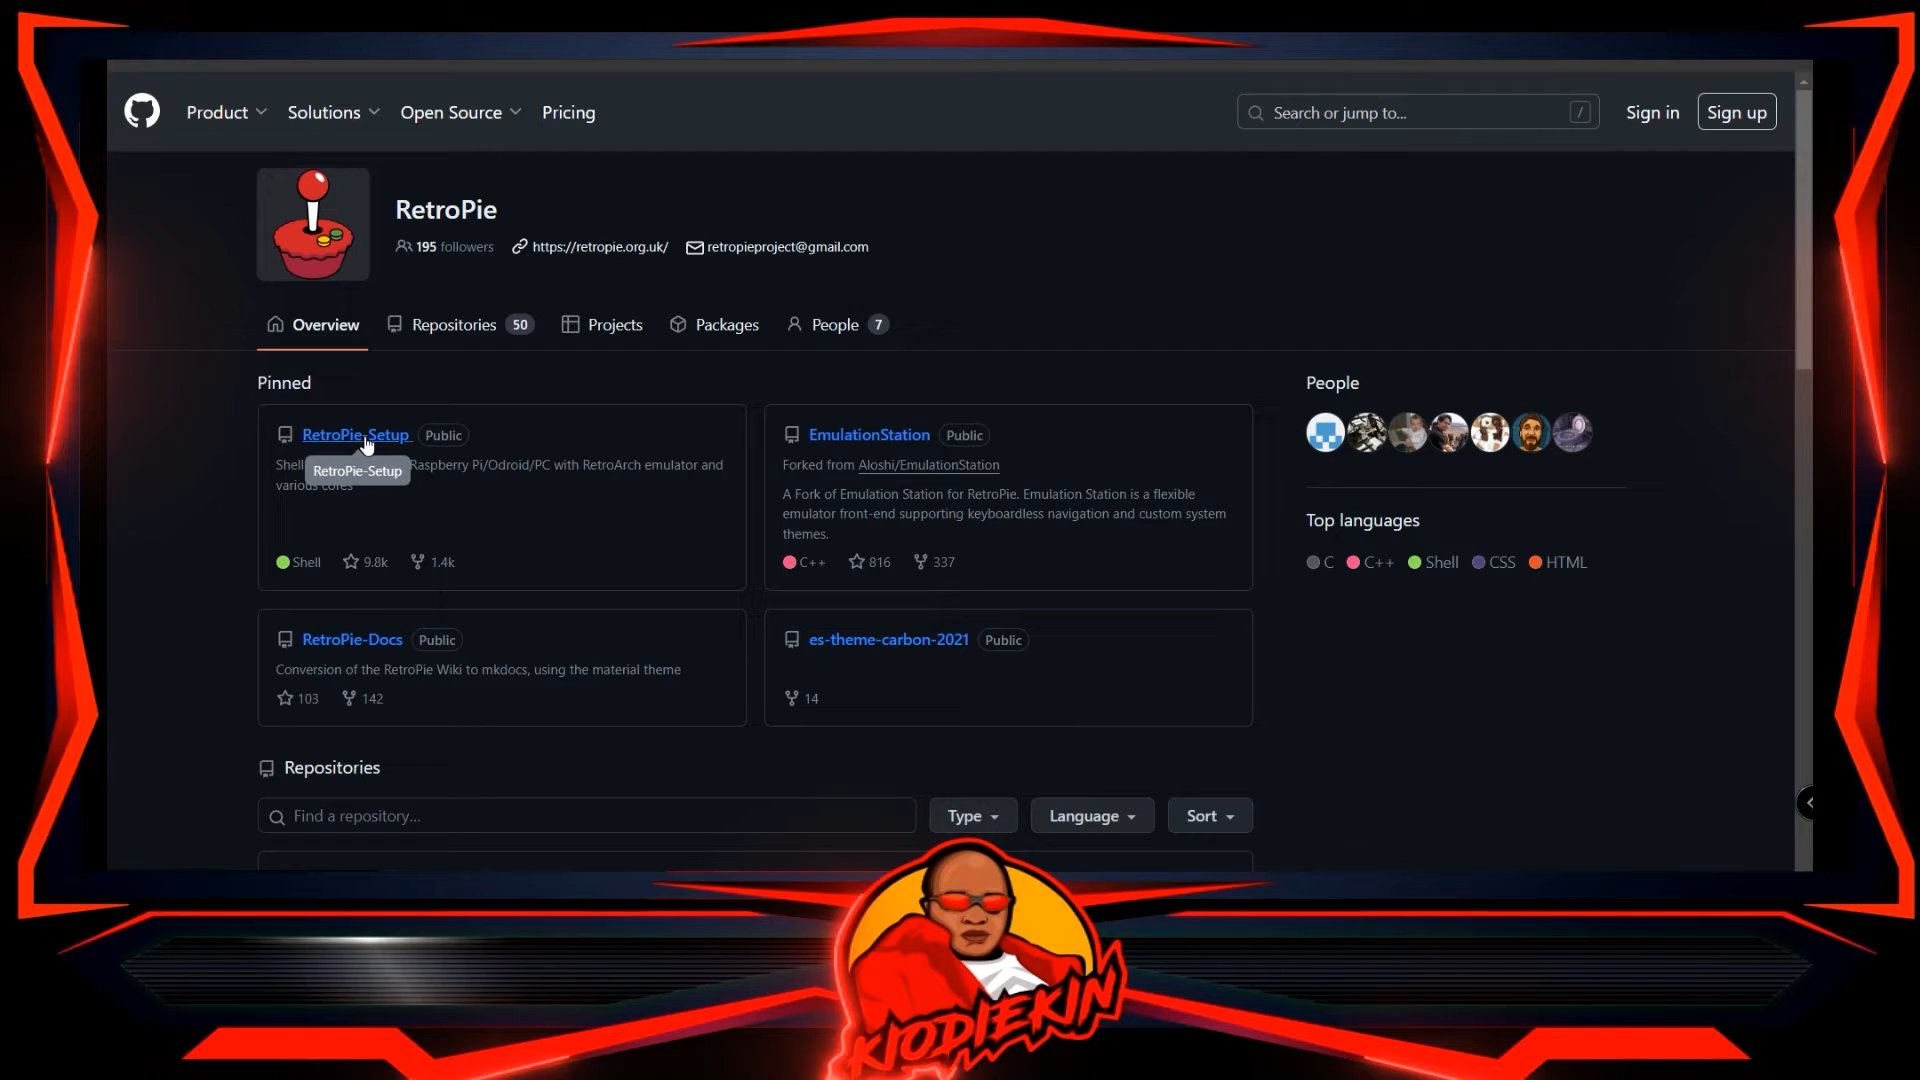 Product Solutions Open Source Pricing Search or jump to... / Sign in Sign up
RetroPie
195 followers https://retropie.org.uk/ retropieproject@gmail.com
Overview Repositories 50 Projects Packages People 7
Pinned
RetroPie-Setup Public
Shell Raspberry Pi/Odroid/PC with RetroArch emulator and
various cores
RetroPie-Setup
Shell 9.8k 1.4k
EmulationStation Public
Forked from Aloshi/EmulationStation
A Fork of Emulation Station for RetroPie. Emulation Station is a flexible
emulator front-end supporting keyboardless navigation and custom system
themes.
C++ 816 337
RetroPie-Docs Public
Conversion of the RetroPie Wiki to mkdocs, using the material theme
103 142
es-theme-carbon-2021 Public
14
People
Top languages
C C++ Shell CSS HTML
Repositories
Find a repository... Type Language Sort
KIODIEKIN